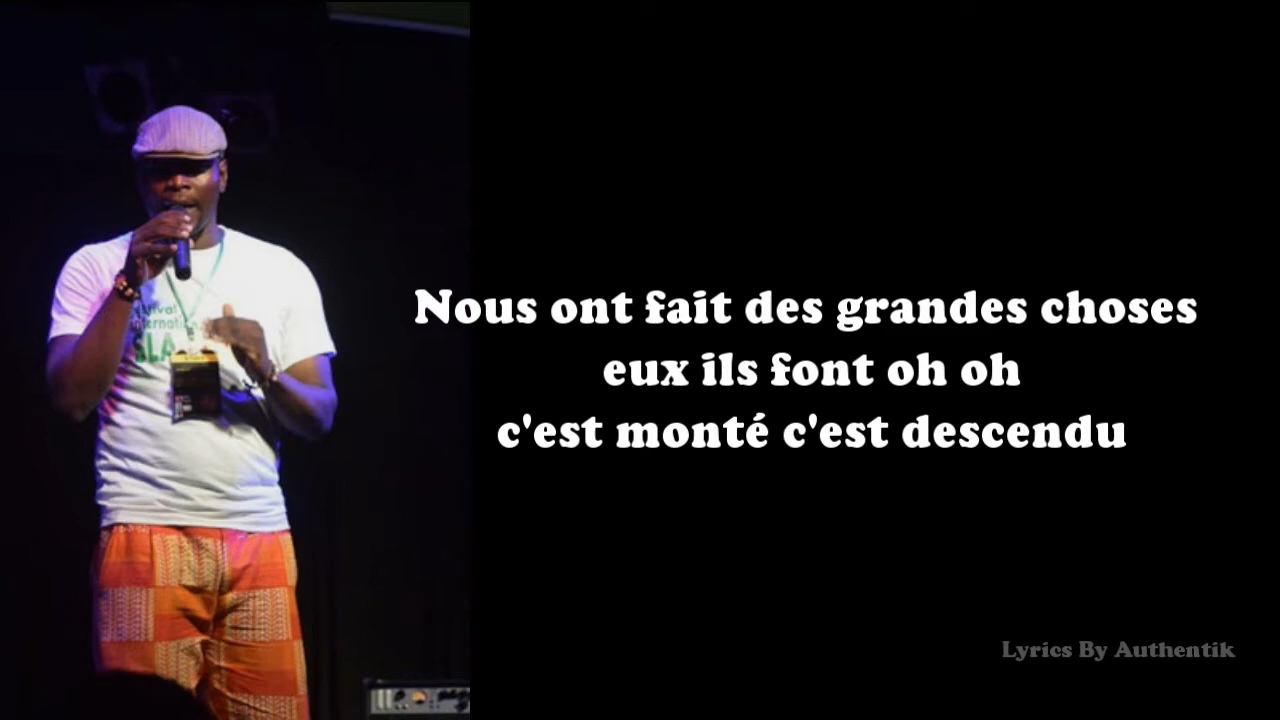 Nous ont fait des grandes choses
eux ils font oh oh
c'est monté c'est descendu
Lyrics By Authentik